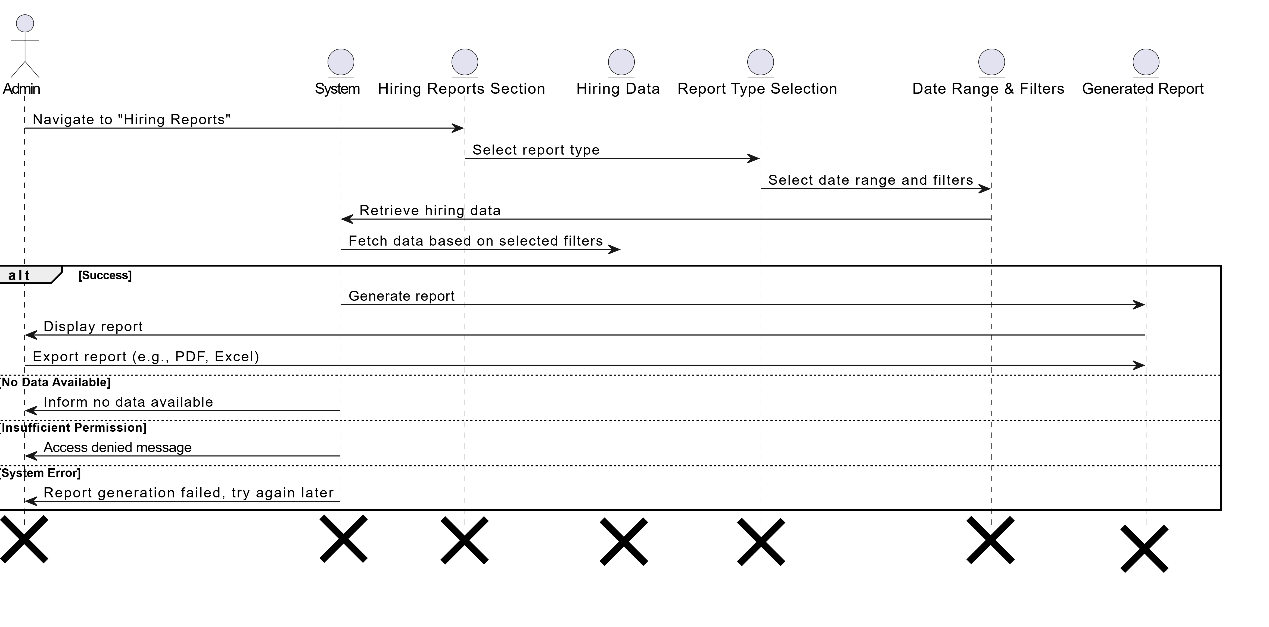 Admin
System
Hiring Reports Section
Hiring Data
Report Type Selection
Date Range & Filters
Generated Report
Navigate to "Hiring Reports"
Select report type
Select date range and filters
Retrieve hiring data
Fetch data based on selected filters
alt [Success]
Generate report
Display report
Export report (e.g., PDF, Excel)
[No Data Available]
Inform no data available
[Insufficient Permission]
Access denied message
[System Error]
Report generation failed, try again later